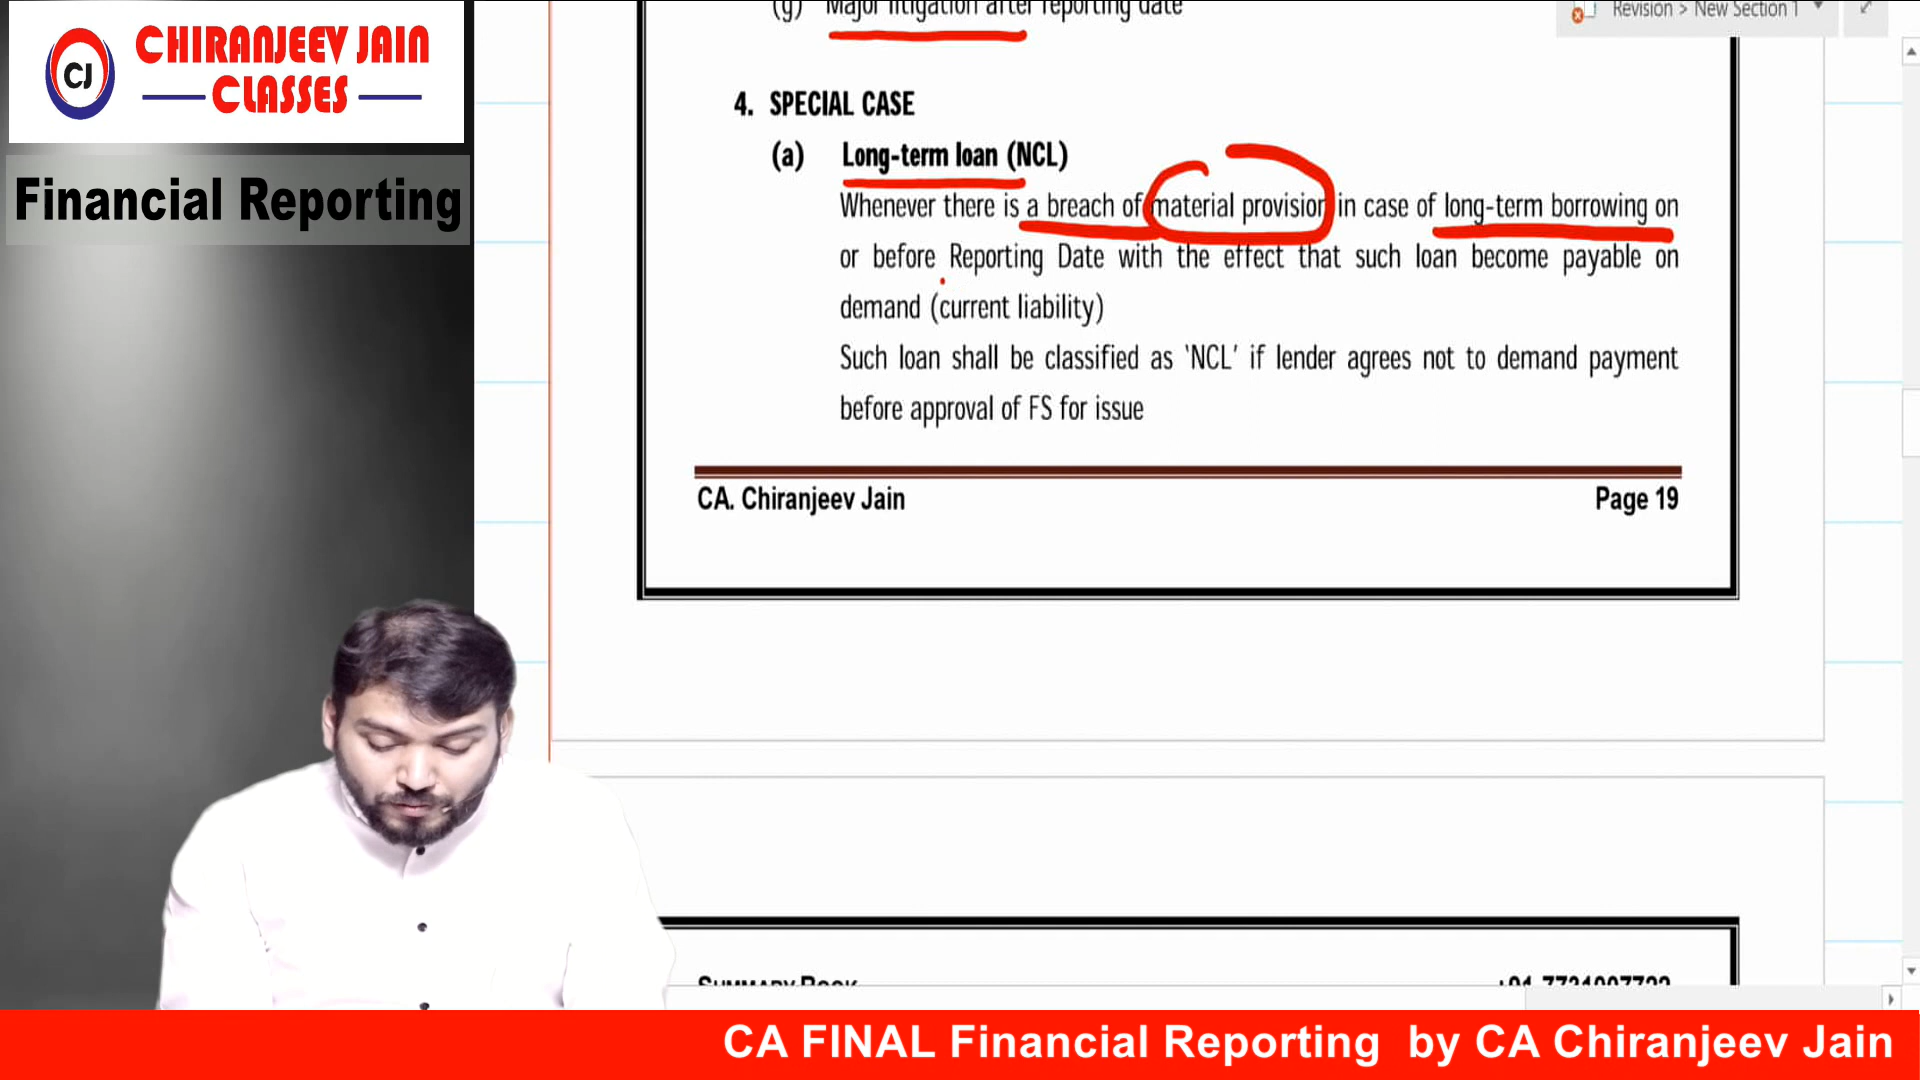 CHIRANJEEV JAIN
CLASSES
CJ
Financial Reporting
Revision > New Section 1
(g) Major litigation after reporting date
4. SPECIAL CASE
(a) Long-term loan (NCL)
Whenever there is a breach of material provision in case of long-term borrowing on
or before Reporting Date with the effect that such loan become payable on
demand (current liability)
Such loan shall be classified as 'NCL' if lender agrees not to demand payment
before approval of FS for issue
CA. Chiranjeev Jain
Page 19
SUMMARY BOOK
CA FINAL Financial Reporting by CA Chiranjeev Jain